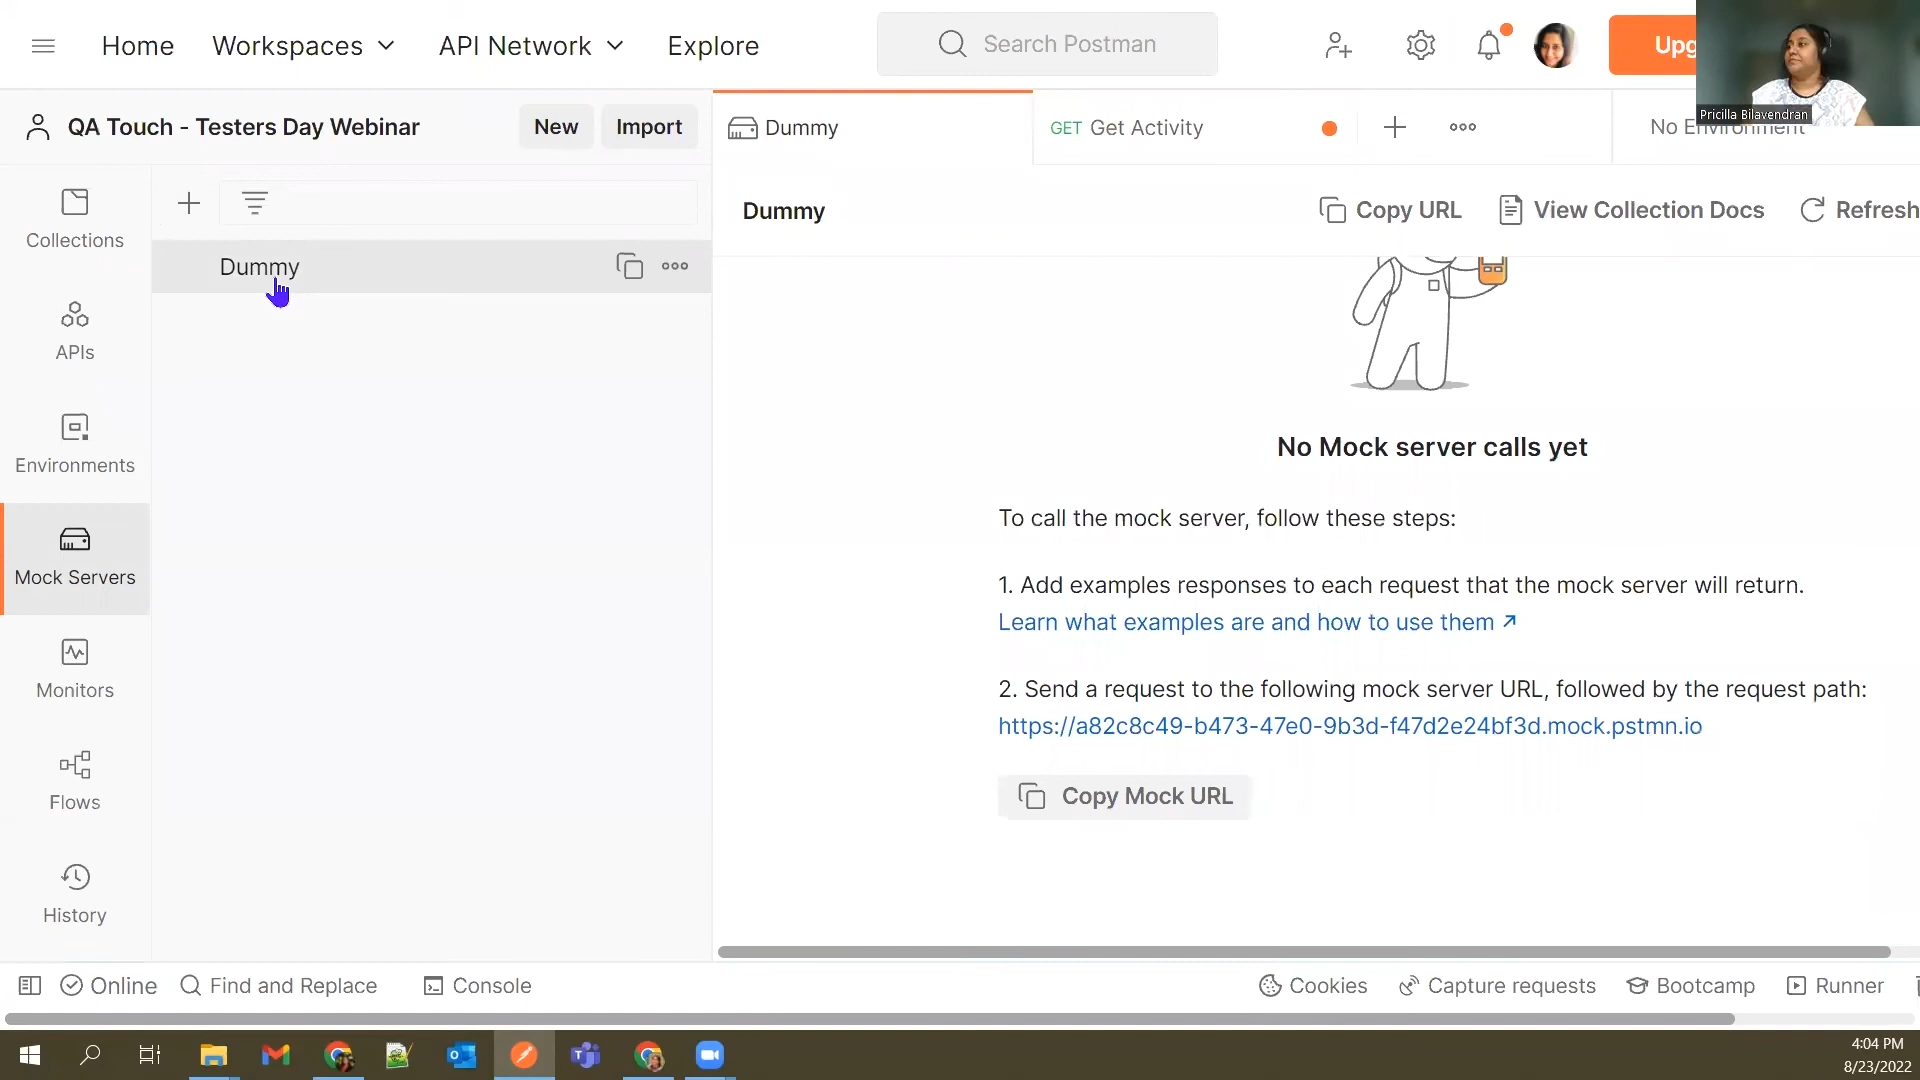 Home
Workspaces
API Network
Explore
Search Postman
Pricilla Bilavendran
QA Touch - Testers Day Webinar
New
Import
Dummy
GET Get Activity
No Environment
Collections
APIs
Environments
Mock Servers
Monitors
Flows
History
Dummy
Dummy
Copy URL
View Collection Docs
Refresh
No Mock server calls yet
To call the mock server, follow these steps:
1. Add examples responses to each request that the mock server will return.
Learn what examples are and how to use them ↗
2. Send a request to the following mock server URL, followed by the request path:
https://a82c8c49-b473-47e0-9b3d-f47d2e24bf3d.mock.pstmn.io
Copy Mock URL
Online
Find and Replace
Console
Cookies
Capture requests
Bootcamp
Runner
4:04 PM
8/23/2022